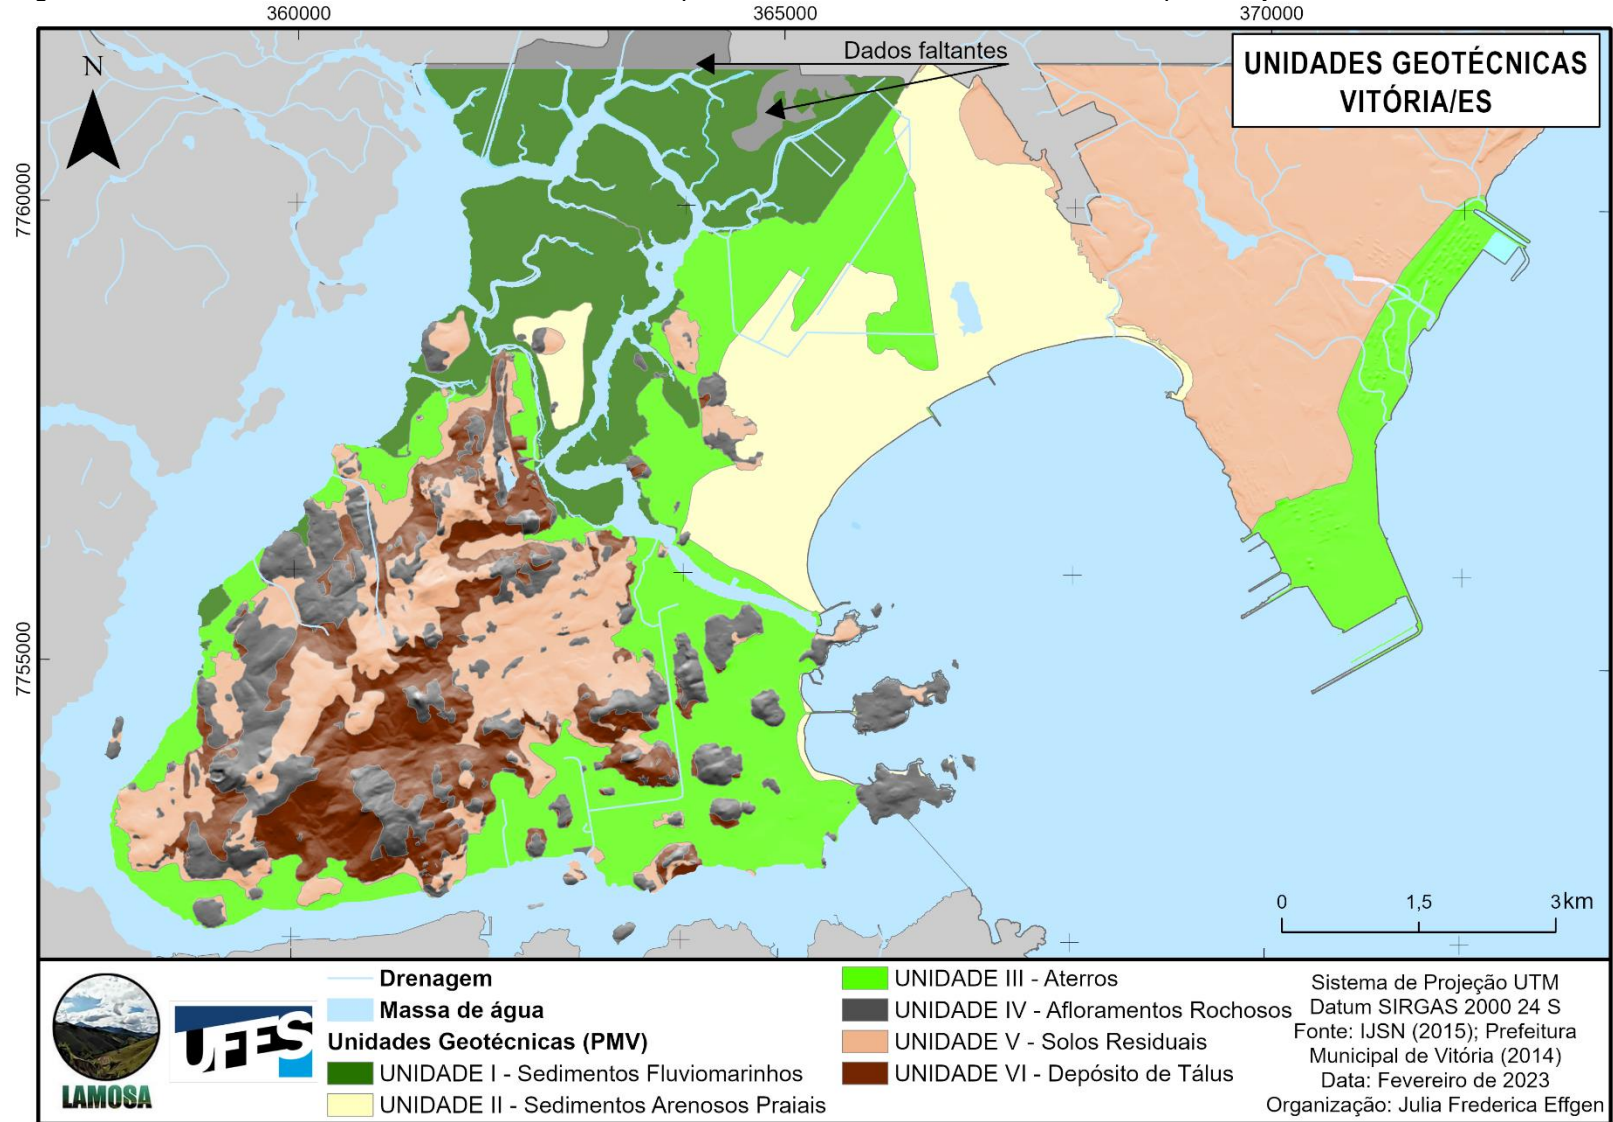 360000
365000
370000
Dados faltantes
UNIDADES GEOTÉCNICAS
VITÓRIA/ES
N
7760000
7755000
0 1,5 3 km
LAMOSA
UFES
Drenagem
Massa de água
Unidades Geotécnicas (PMV)
UNIDADE I - Sedimentos Fluviomarinhos
UNIDADE II - Sedimentos Arenosos Praiais
UNIDADE III - Aterros
UNIDADE IV - Afloramentos Rochosos
UNIDADE V - Solos Residuais
UNIDADE VI - Depósito de Tálus
Sistema de Projeção UTM
Datum SIRGAS 2000 24 S
Fonte: IJSN (2015); Prefeitura
Municipal de Vitória (2014)
Data: Fevereiro de 2023
Organização: Julia Frederica Effgen